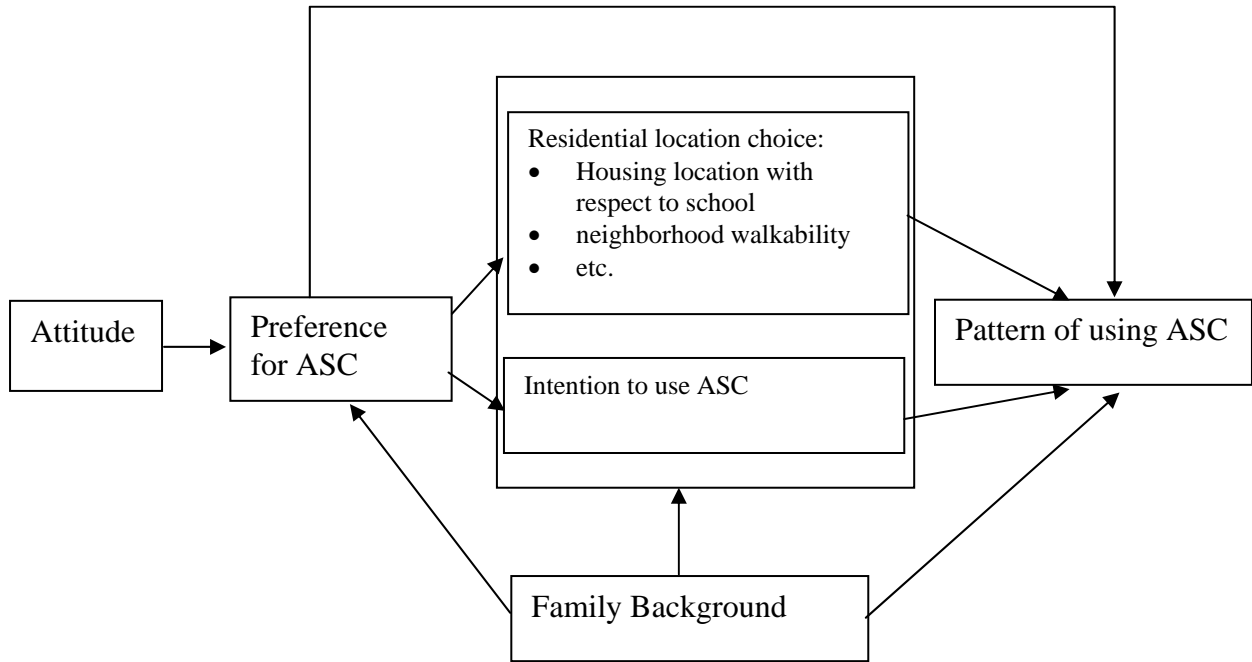 Residential location choice:
• Housing location with
respect to school
• neighborhood walkability
• etc.
Attitude
Preference
for ASC
Pattern of using ASC
Intention to use ASC
Family Background